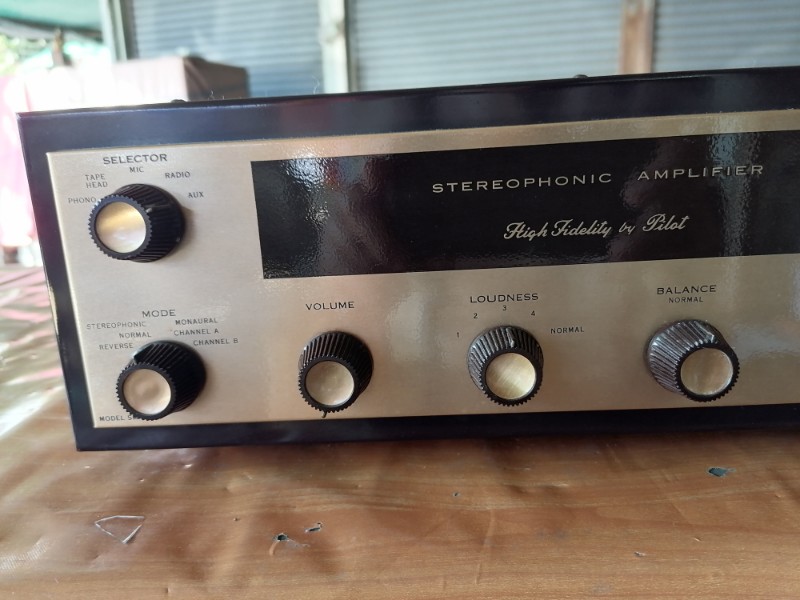 SELECTOR
MIC
TAPE HEAD
RADIO
PHONO
AUX
STEREOPHONIC AMPLIFIER
High Fidelity by Pilot
MODE
STEREOPHONIC
MONAURAL
NORMAL
CHANNEL A
REVERSE
CHANNEL B
VOLUME
LOUDNESS
1
2
3
4
NORMAL
BALANCE
NORMAL
MODEL